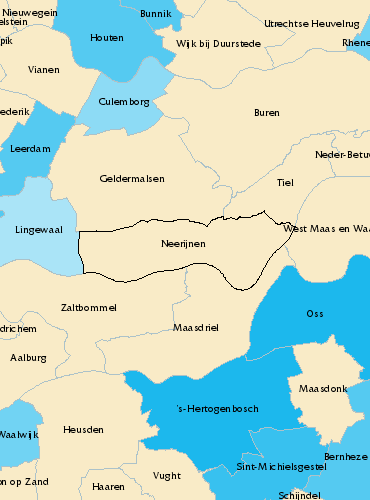 Nieuwegein
Bunnik
elstein
Utrechtse Heuvelrug
Houten
Wijk bij Duurstede
Rhene
pik
Vianen
Culemborg
ederik
Buren
Leerdam
Neder-Betuw
Geldermalsen
Tiel
Lingewaal
West Maas en Waa
Neerijnen
Zaltbommel
Oss
drichem
Maasdriel
Aalburg
Maasdonk
's-Hertogenbosch
Waalwijk
Heusden
Bernheze
Sint-Michielsgestel
Vught
on op Zand
Haaren
Schijndel